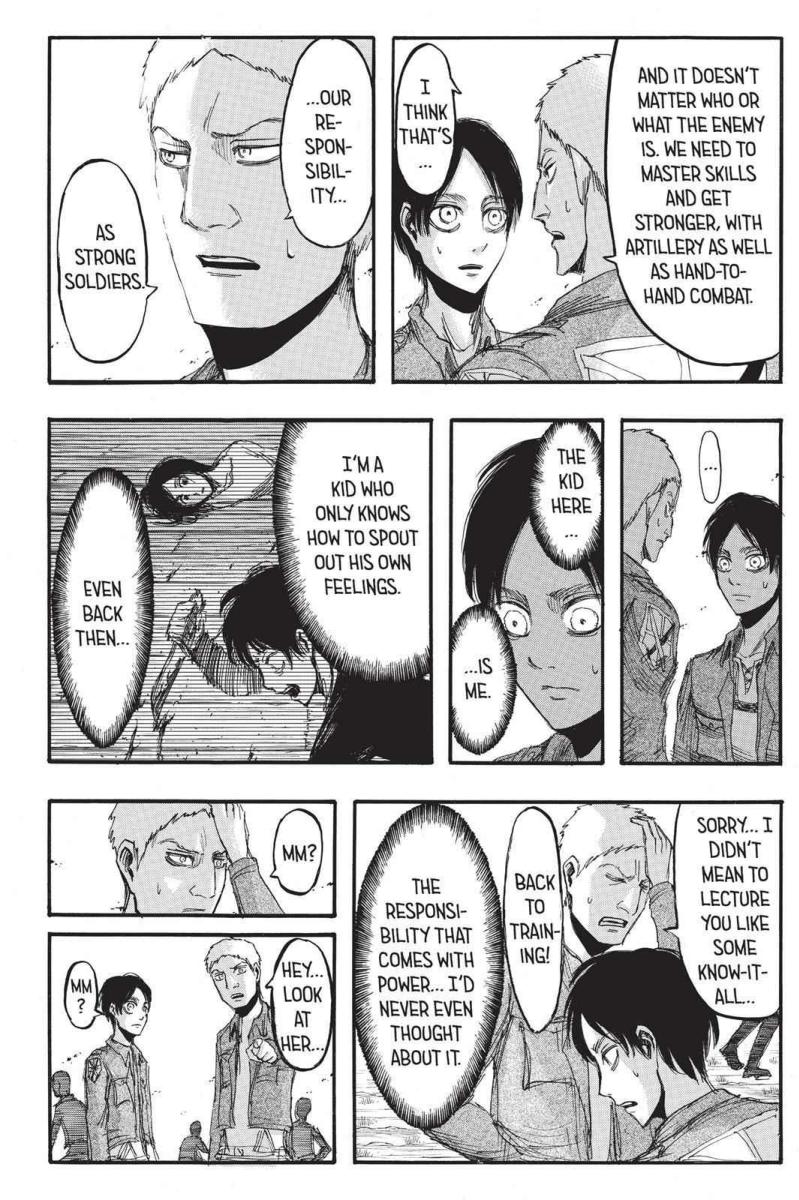 AND IT DOESN'T
MATTER WHO OR
WHAT THE ENEMY
IS. WE NEED TO
MASTER SKILLS
AND GET
STRONGER, WITH
ARTILLERY AS WELL
AS HAND-TO-
HAND COMBAT.
I
THINK
THAT'S
...
...OUR
RE-
SPON-
SIBIL-
ITY...
AS
STRONG
SOLDIERS.
...
THE
KID
HERE
...
...IS
ME.
I'M A
KID WHO
ONLY KNOWS
HOW TO SPOUT
OUT HIS OWN
FEELINGS.
EVEN
BACK
THEN...
SORRY... I
DIDN'T
MEAN TO
LECTURE
YOU LIKE
SOME
KNOW-IT-
ALL...
BACK
TO
TRAIN-
ING!
THE
RESPONSI-
BILITY THAT
COMES WITH
POWER... I'D
NEVER EVEN
THOUGHT
ABOUT IT.
MM?
HEY...
LOOK
AT
HER...
MM
?